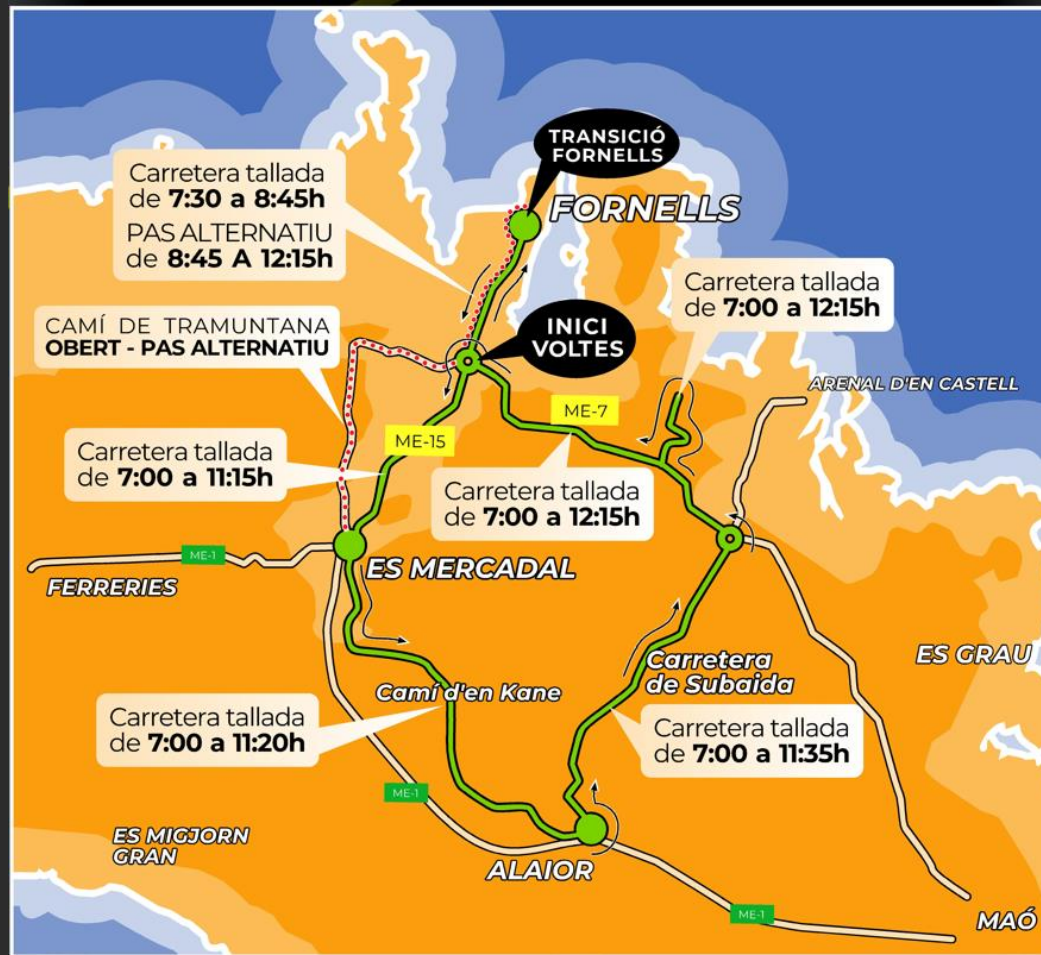 TRANSICIÓ
FORNELLS
Carretera tallada
de 7:30 a 8:45h
PAS ALTERNATIU
de 8:45 A 12:15h
FORNELLS
Carretera tallada
de 7:00 a 12:15h
CAMÍ DE TRAMUNTANA
OBERT - PAS ALTERNATIU
INICI
VOLTES
ARENAL D'EN CASTELL
ME-7
ME-15
Carretera tallada
de 7:00 a 11:15h
Carretera tallada
de 7:00 a 12:15h
ME-1
ES MERCADAL
FERRERIES
ES GRAU
Carretera
de Subaida
Camí d'en Kane
Carretera tallada
de 7:00 a 11:20h
Carretera tallada
de 7:00 a 11:35h
ME-1
ES MIGJORN
GRAN
ALAIOR
ME-1
MAÓ